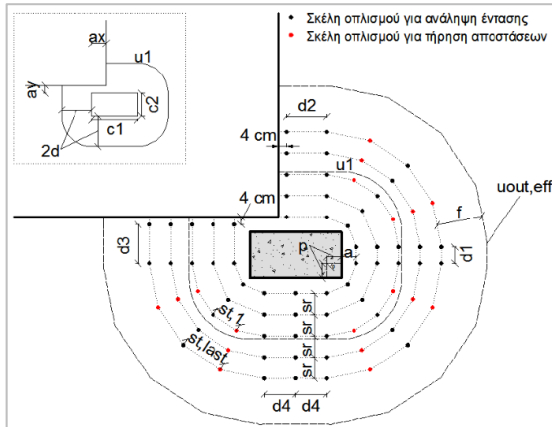 Σκέλη οπλισμού για ανάληψη έντασης
Σκέλη οπλισμού για τήρηση αποστάσεων
ax
u1
ay
c2
c1
2d
d2
4 cm
u1
4 cm
uout,eff
f
d3
p
a
d1
st,1
sr
sr
sr
sr
st,last
d4
d4